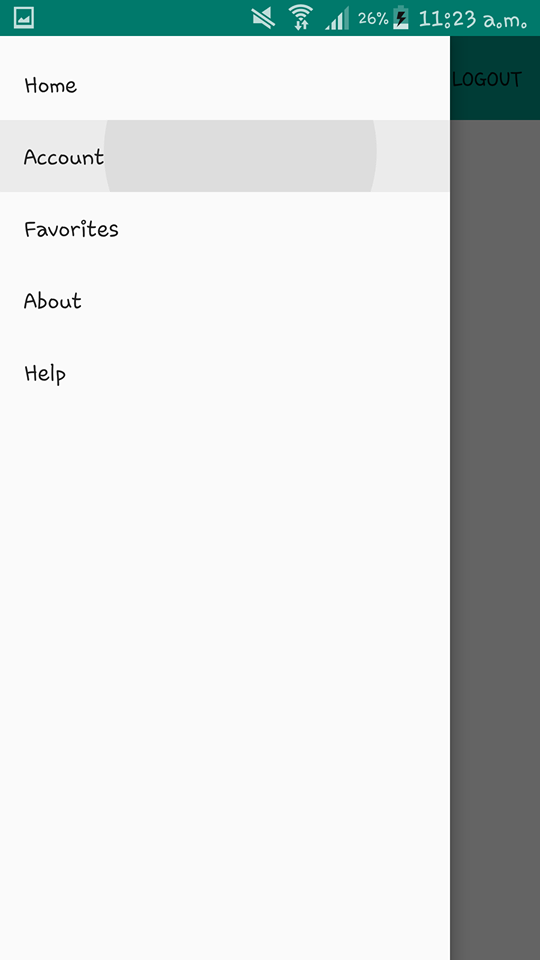 26% 11:23 a.m.
LOGOUT
Home
Account
Favorites
About
Help